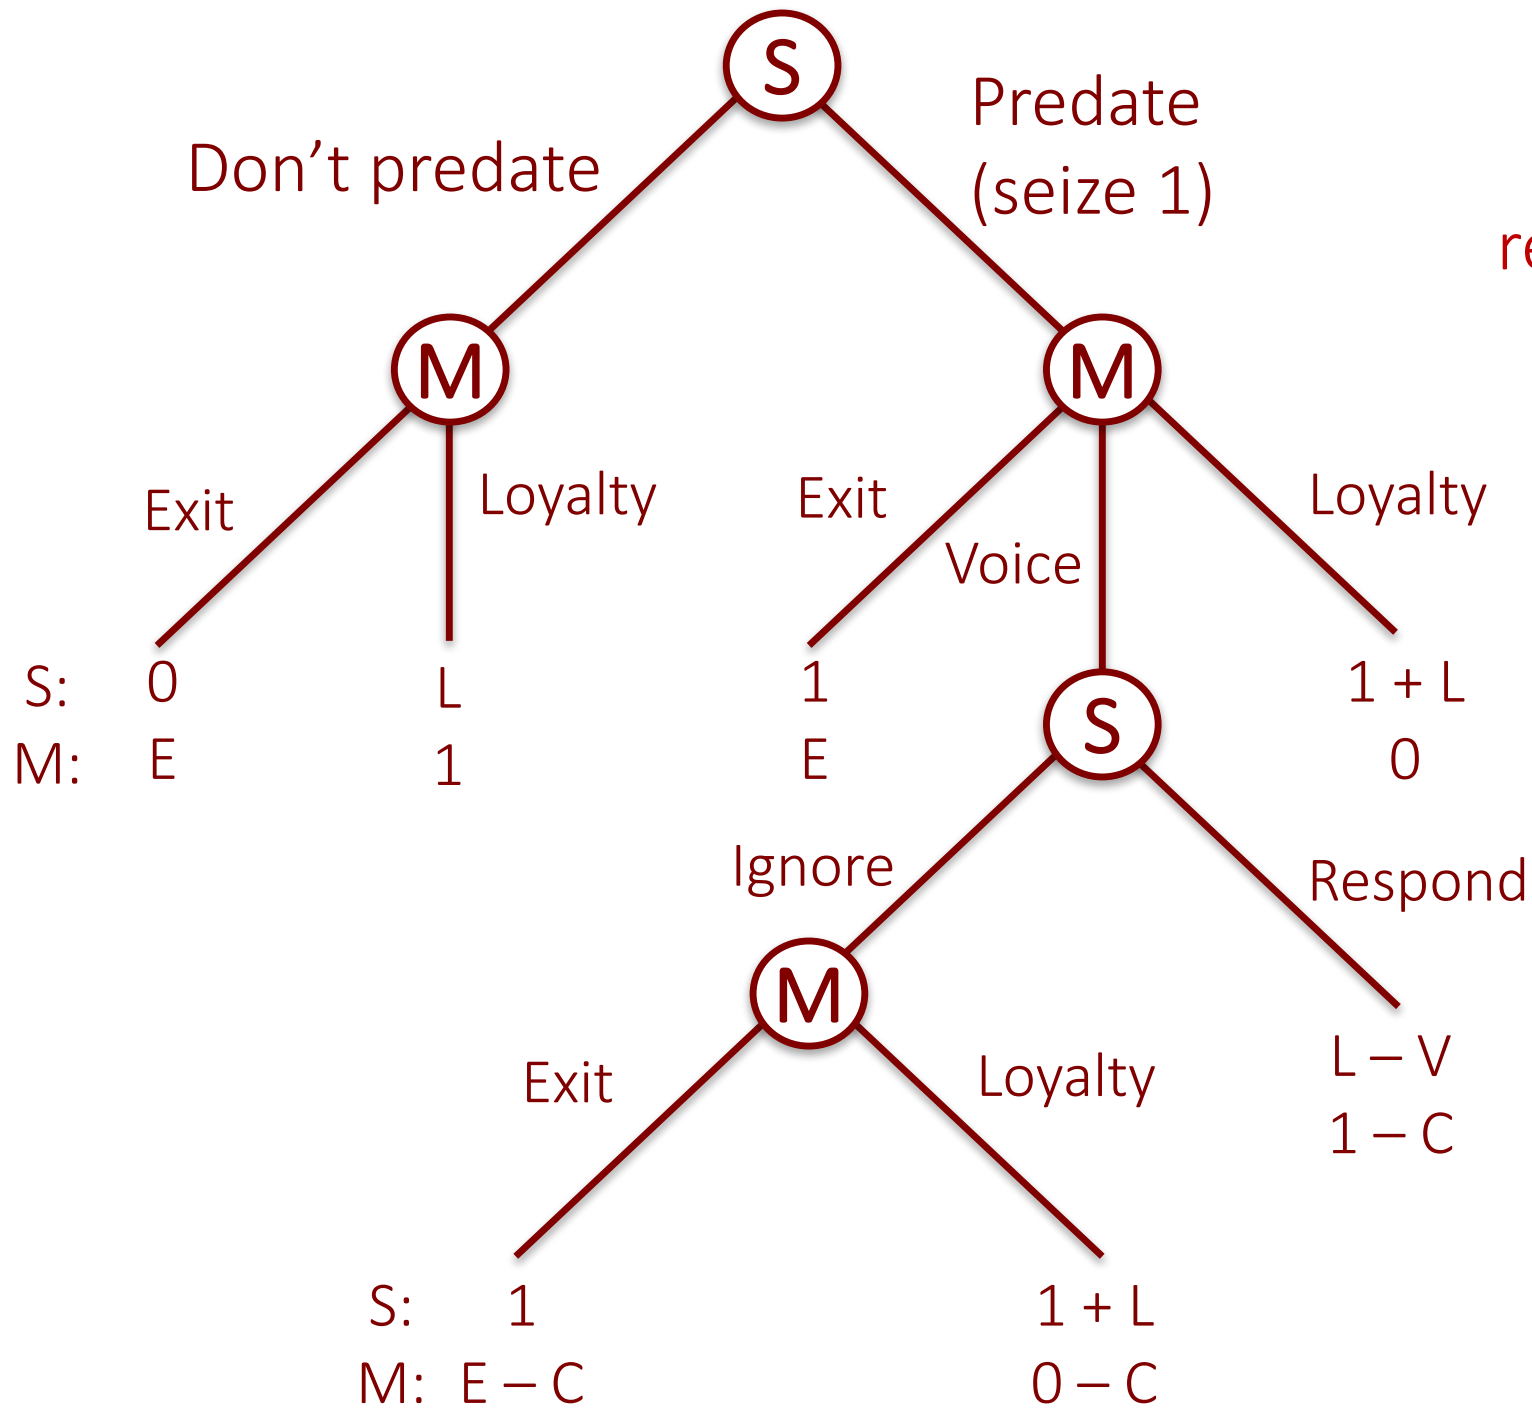 S
Predate
(seize 1)
Don't predate
M
M
Exit
Loyalty
Exit
Voice
Loyalty
S: 0 L 1 1 + L
M: E 1 E 0
S
Ignore
Respond
M
Exit
Loyalty
L – V
1 – C
S: 1 1 + L
M: E – C 0 – C